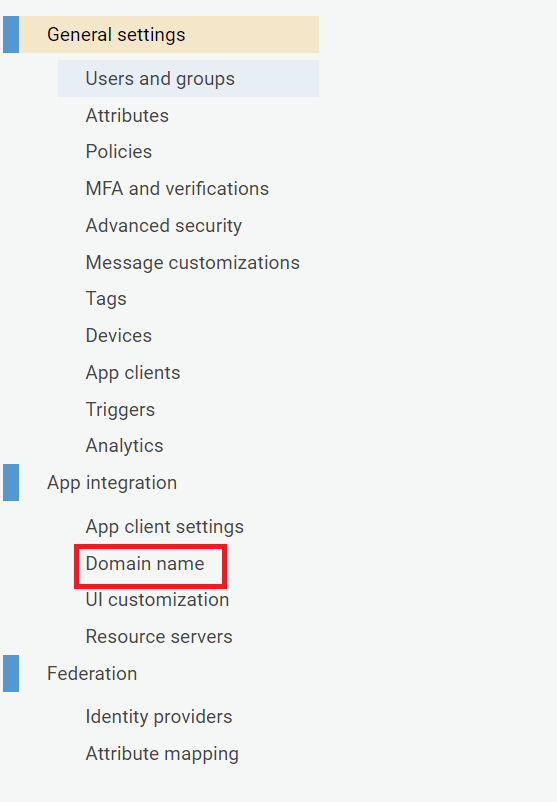 General settings
Users and groups
Attributes
Policies
MFA and verifications
Advanced security
Message customizations
Tags
Devices
App clients
Triggers
Analytics
App integration
App client settings
Domain name
UI customization
Resource servers
Federation
Identity providers
Attribute mapping